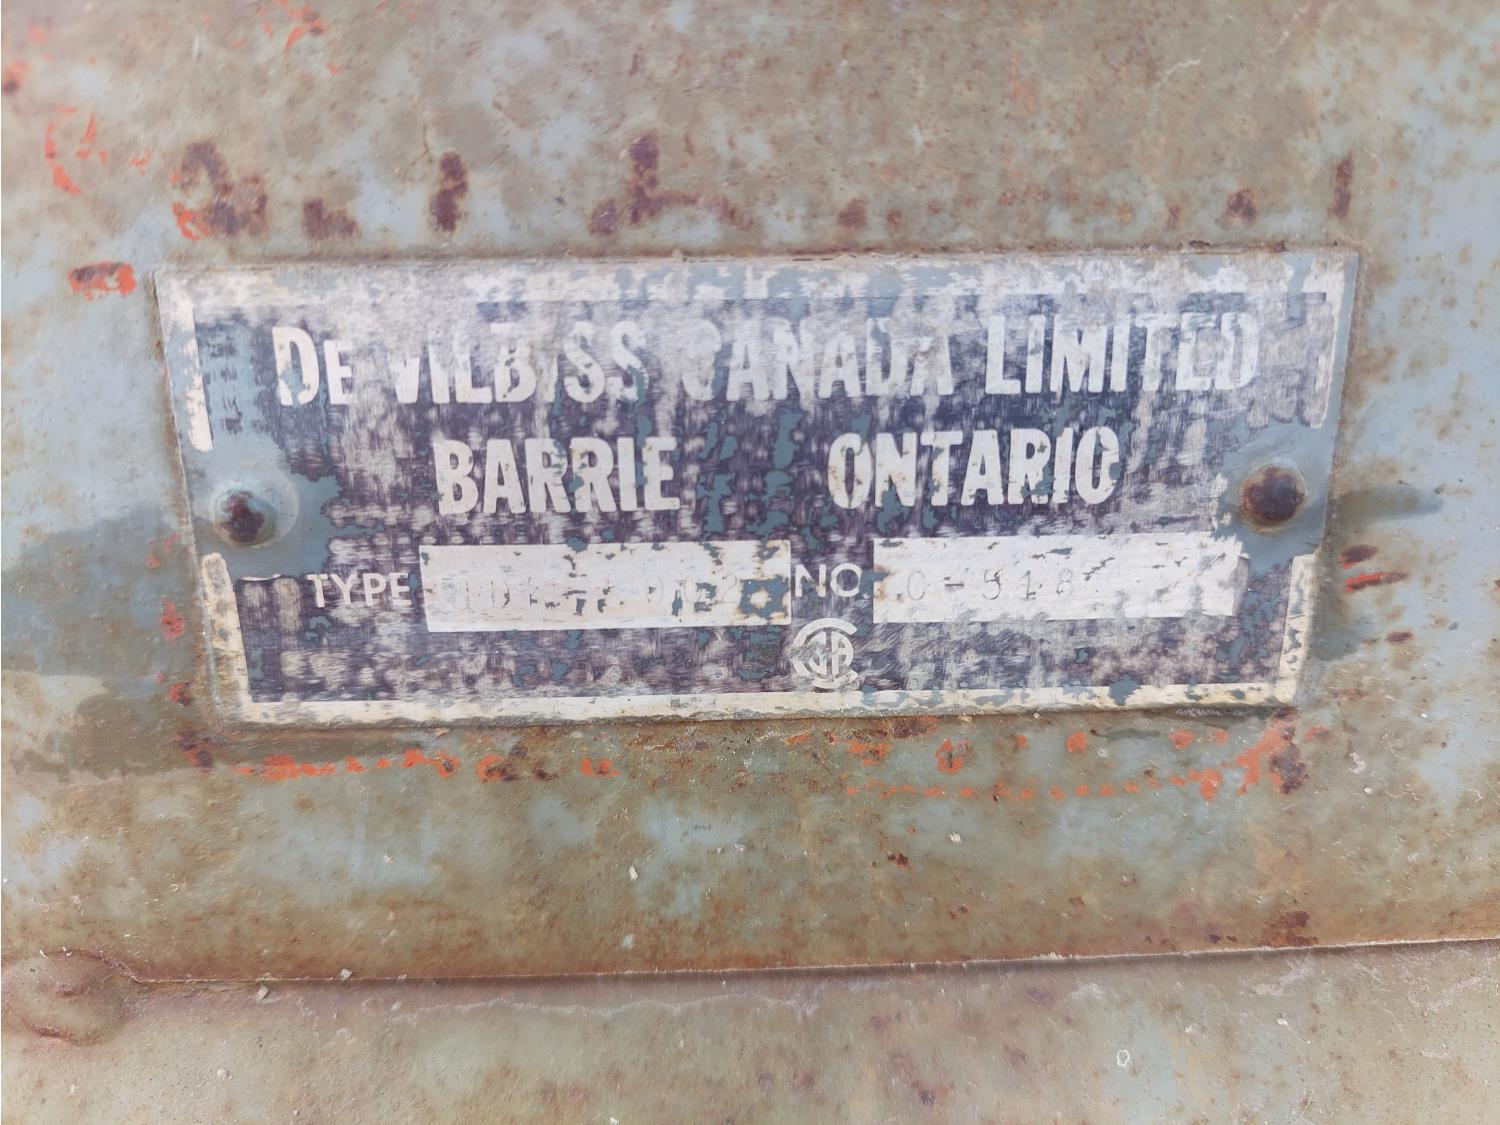 DE VILBISS CANADA LIMITED
BARRIE ONTARIO
TYPE NO.